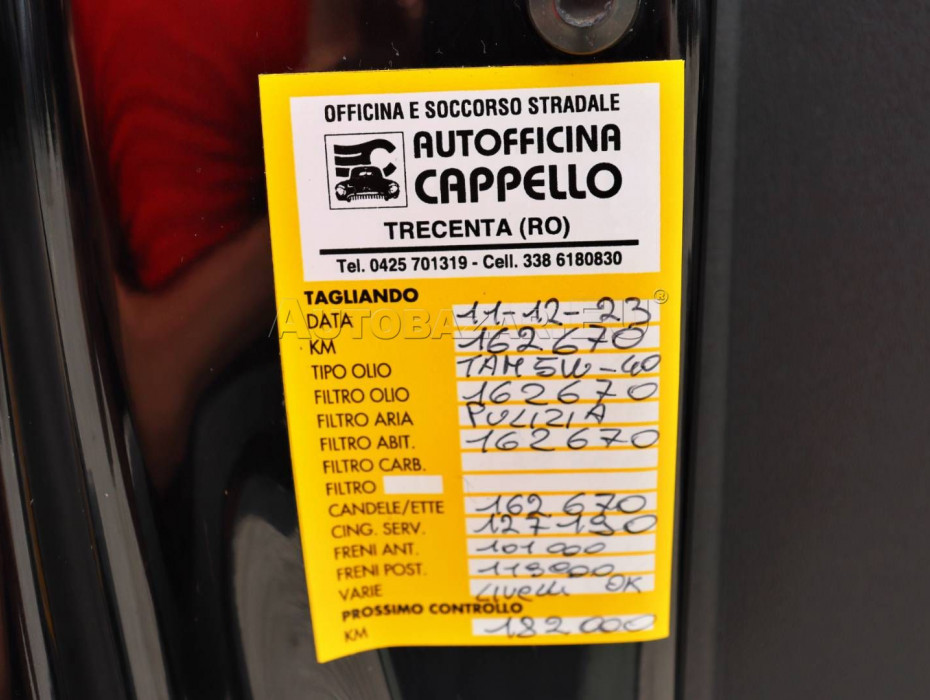 OFFICINA E SOCCORSO STRADALE
AUTOFFICINA
CAPPELLO
TRECENTA (RO)
Tel. 0425 701319 - Cell. 338 6180830
TAGLIANDO
DATA 11-12-23
KM 162670
TIPO OLIO TAM 5W-40
FILTRO OLIO 162670
FILTRO ARIA PULIZIA
FILTRO ABIT. 162670
FILTRO CARB.
FILTRO
CANDELE/ETTE 162670
CING. SERV. 127190
FRENI ANT. 101000
FRENI POST. 119000
VARIE Livelli OK
PROSSIMO CONTROLLO
KM 182000